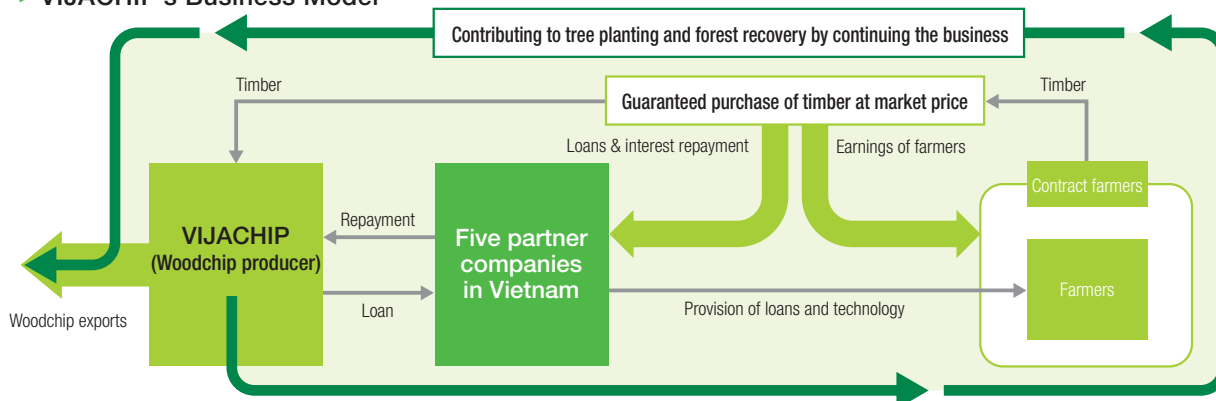 VIJACHIP's Business Model
Contributing to tree planting and forest recovery by continuing the business
Timber
Guaranteed purchase of timber at market price
Timber
Loans & interest repayment
Earnings of farmers
Contract farmers
VIJACHIP
(Woodchip producer)
Repayment
Five partner
companies
in Vietnam
Farmers
Loan
Provision of loans and technology
Woodchip exports